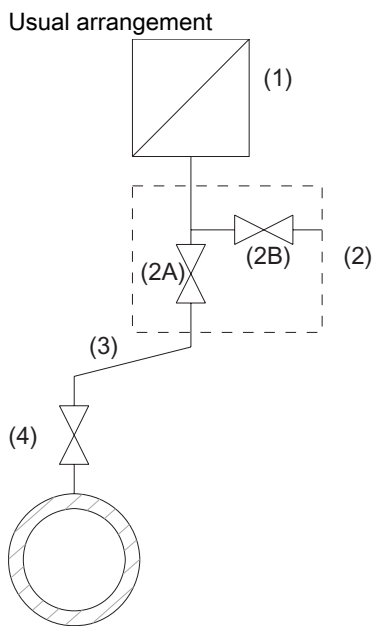 Usual arrangement
(1)
(2A)
(2B)
(2)
(3)
(4)